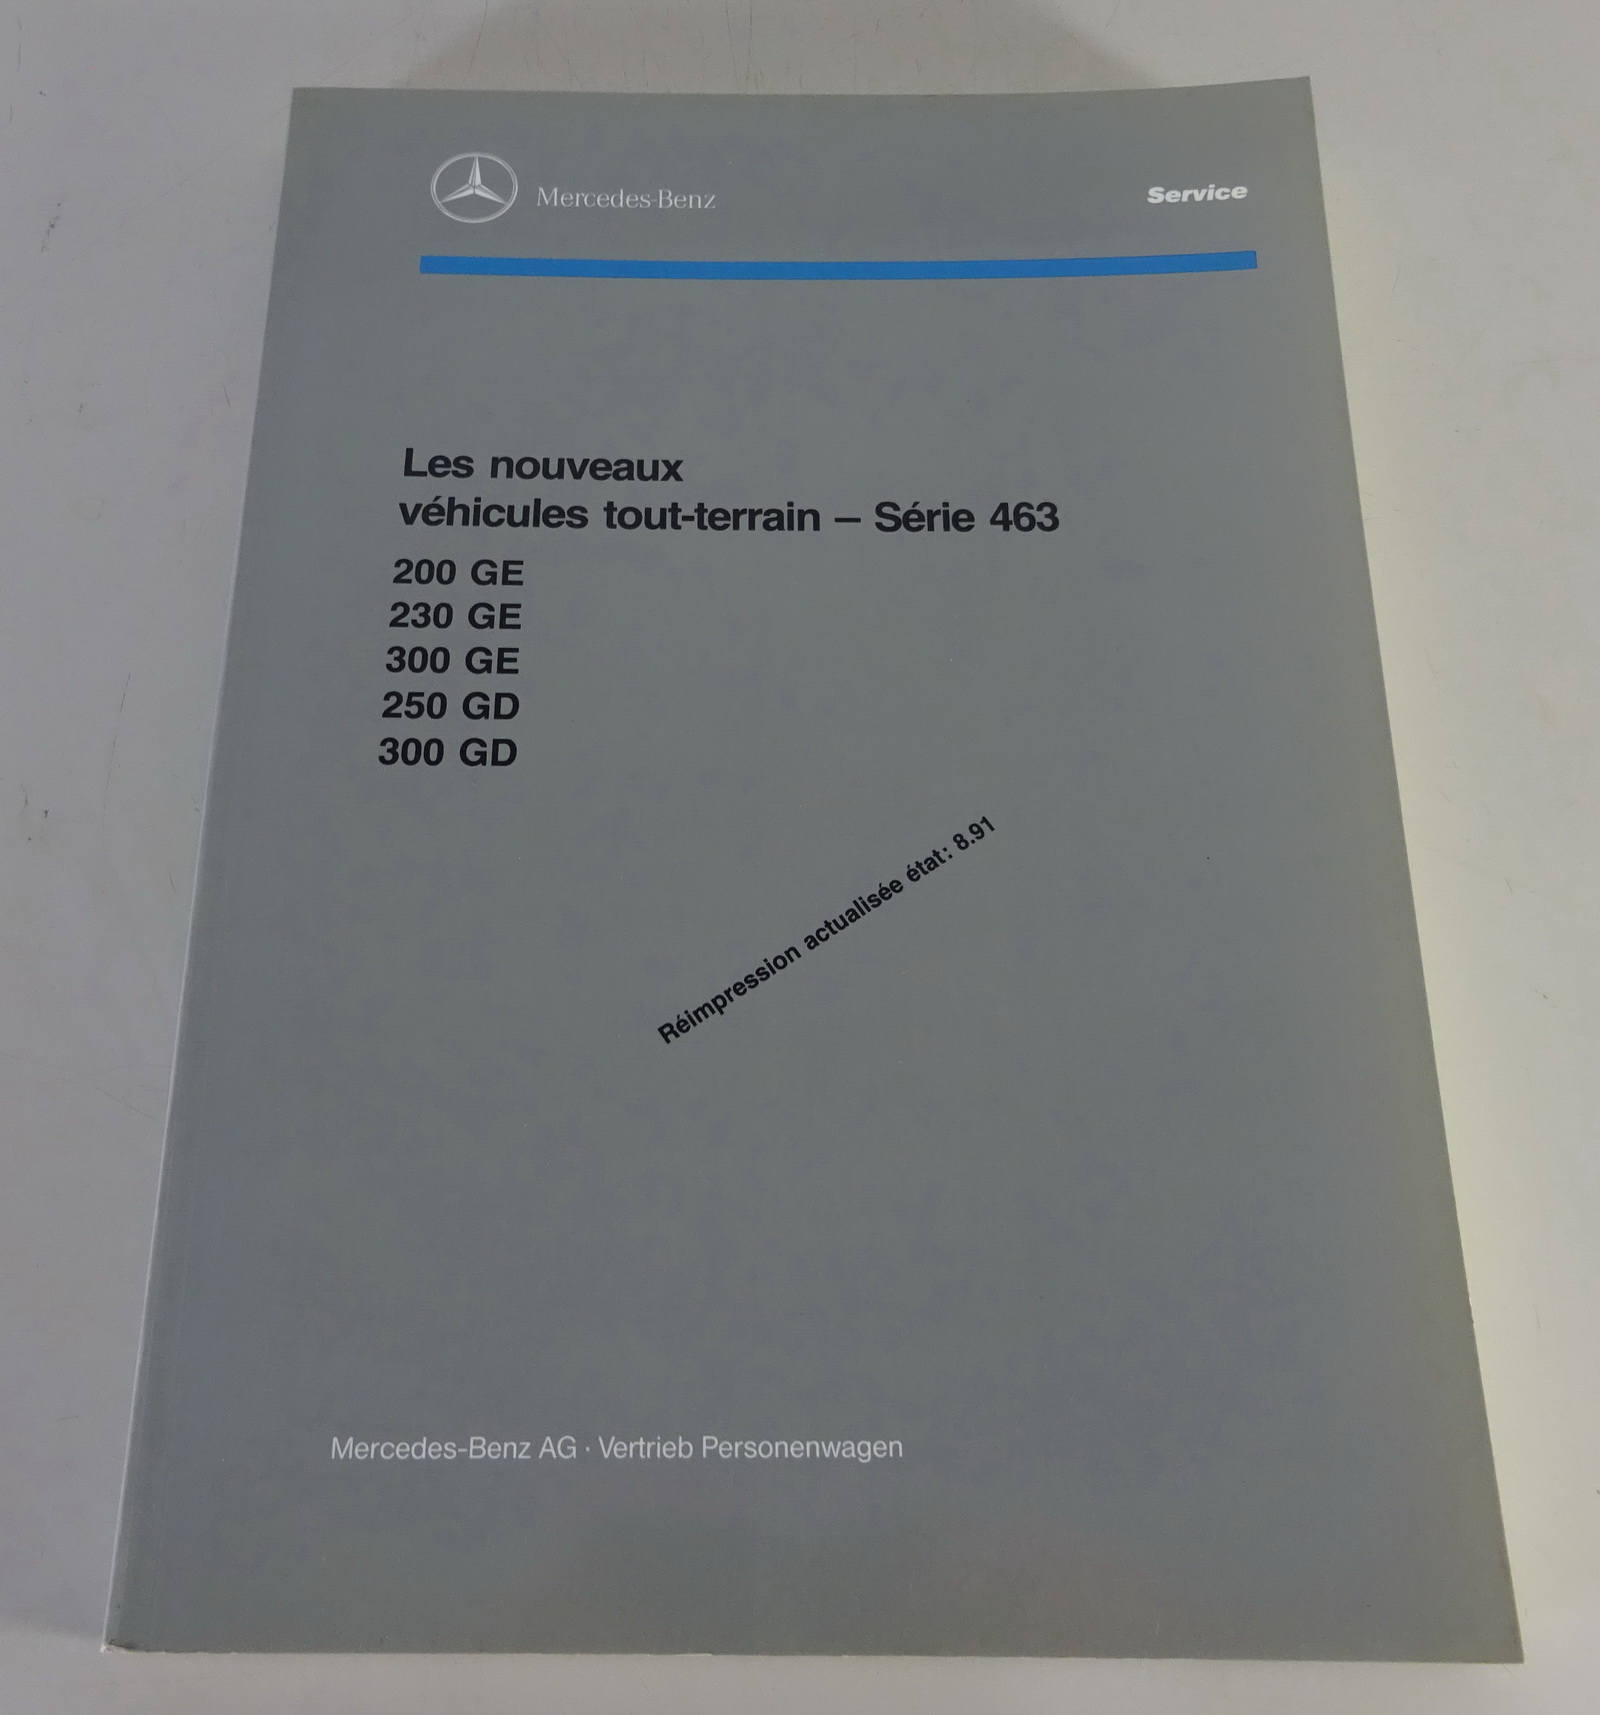 Mercedes-Benz
Service
Les nouveaux
véhicules tout-terrain – Série 463
200 GE
230 GE
300 GE
250 GD
300 GD
Réimpression actualisée état: 8.91
Mercedes-Benz AG · Vertrieb Personenwagen